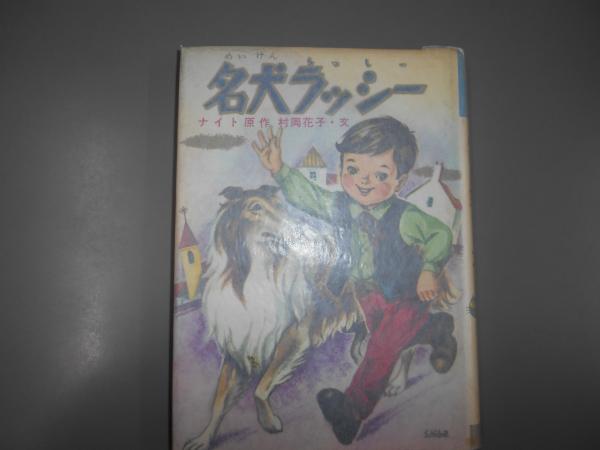 めいけん
名犬ラッシー
ナイト原作 村岡花子・文